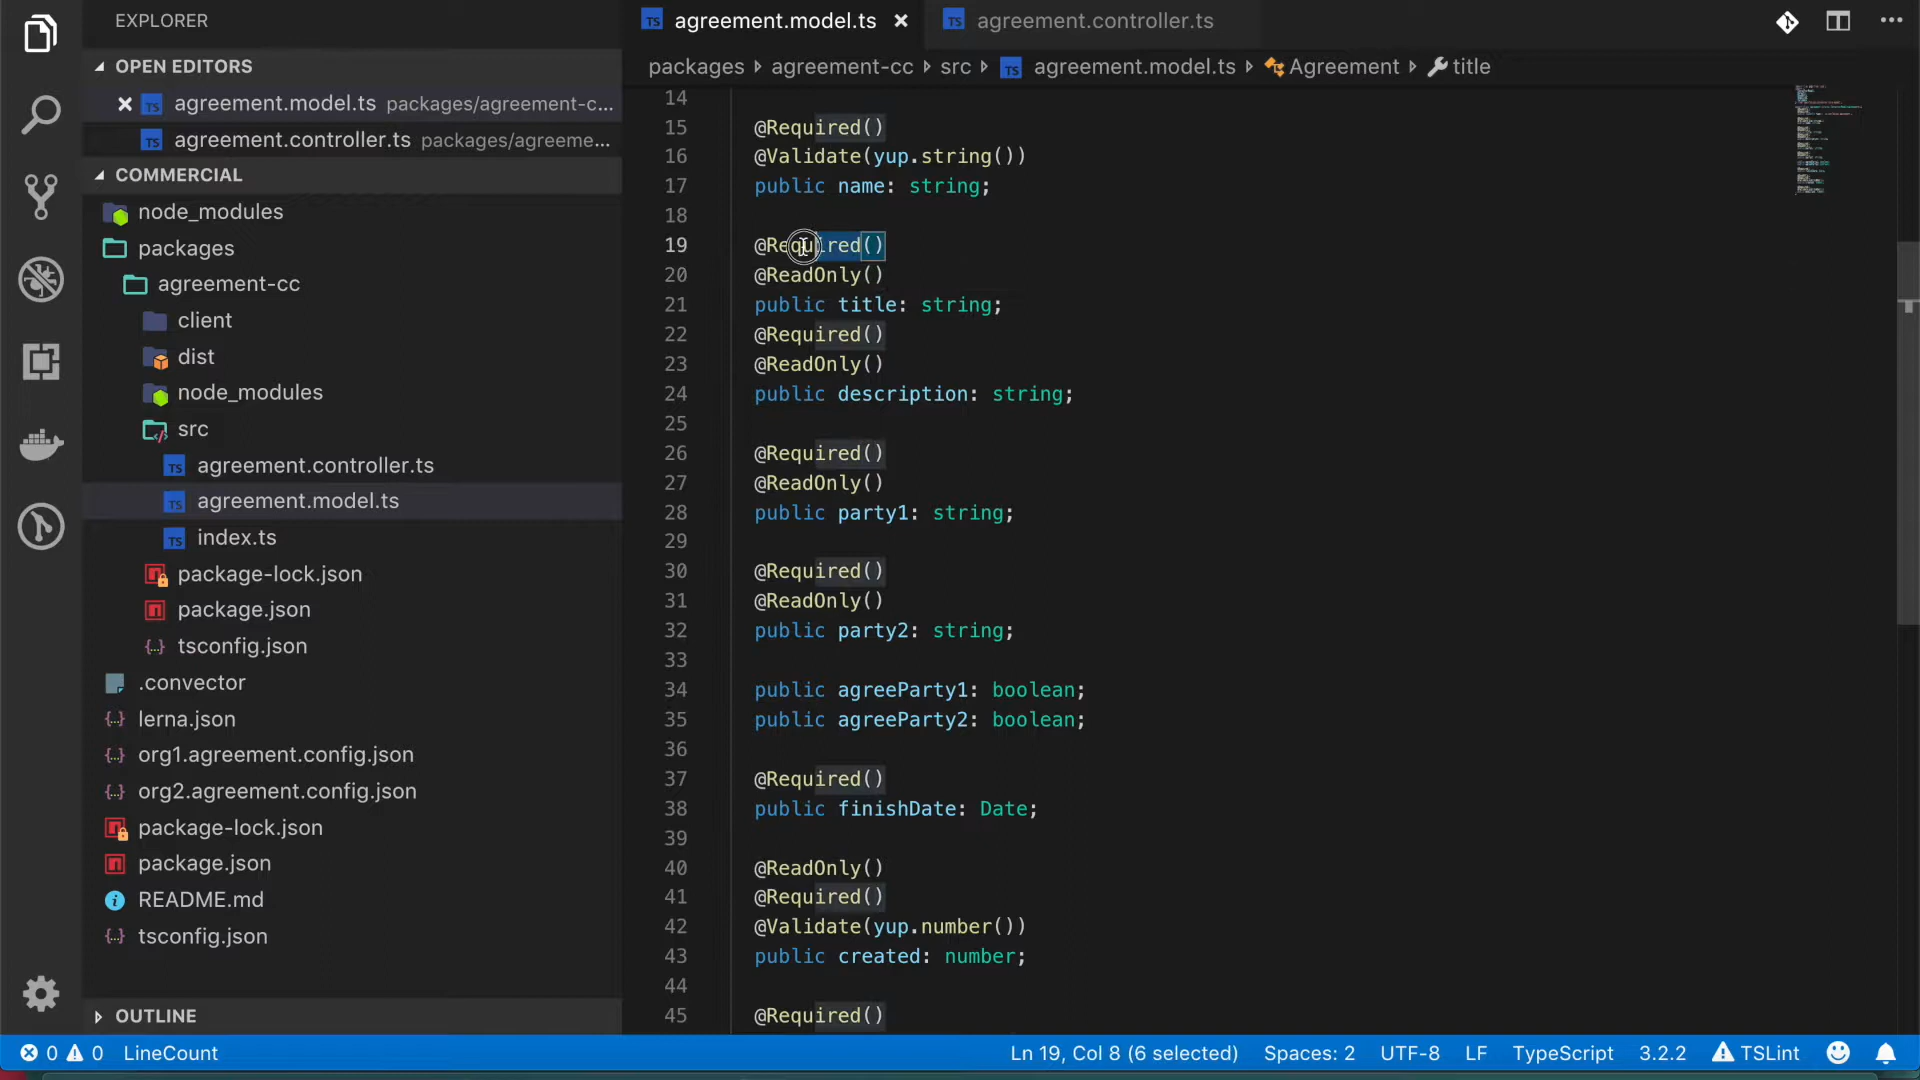 EXPLORER
OPEN EDITORS
agreement.model.ts packages/agreement-c...
agreement.controller.ts packages/agreeme...
COMMERCIAL
node_modules
packages
agreement-cc
client
dist
node_modules
src
agreement.controller.ts
agreement.model.ts
index.ts
package-lock.json
package.json
tsconfig.json
.convector
lerna.json
org1.agreement.config.json
org2.agreement.config.json
package-lock.json
package.json
README.md
tsconfig.json
OUTLINE
agreement.model.ts
agreement.controller.ts
packages agreement-cc src agreement.model.ts Agreement title
14
15 @Required()
16 @Validate(yup.string())
17 public name: string;
18
19 @Required()
20 @ReadOnly()
21 public title: string;
22 @Required()
23 @ReadOnly()
24 public description: string;
25
26 @Required()
27 @ReadOnly()
28 public party1: string;
29
30 @Required()
31 @ReadOnly()
32 public party2: string;
33
34 public agreeParty1: boolean;
35 public agreeParty2: boolean;
36
37 @Required()
38 public finishDate: Date;
39
40 @ReadOnly()
41 @Required()
42 @Validate(yup.number())
43 public created: number;
44
45 @Required()
0 0 LineCount Ln 19, Col 8 (6 selected) Spaces: 2 UTF-8 LF TypeScript 3.2.2 TSLint